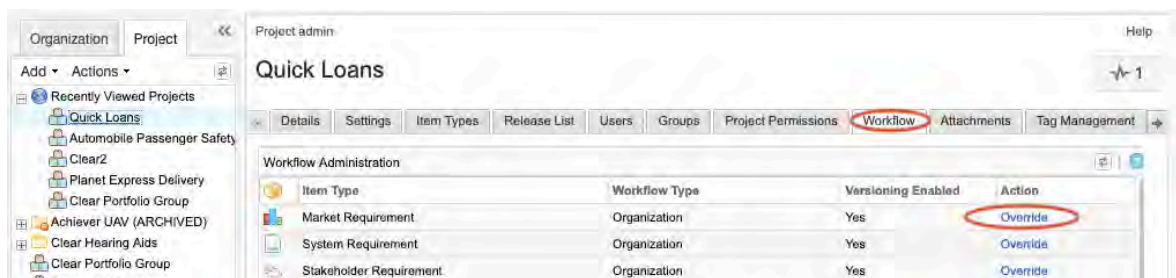 Organization Project
Add Actions
Recently Viewed Projects
Quick Loans
Automobile Passenger Safety
Clear2
Planet Express Delivery
Clear Portfolio Group
Achiever UAV (ARCHIVED)
Clear Hearing Aids
Clear Portfolio Group
Project admin Help
Quick Loans 1
Details Settings Item Types Release List Users Groups Project Permissions Workflow Attachments Tag Management
Workflow Administration
Item Type Workflow Type Versioning Enabled Action
Market Requirement Organization Yes Override
System Requirement Organization Yes Override
Stakeholder Requirement Organization Yes Override